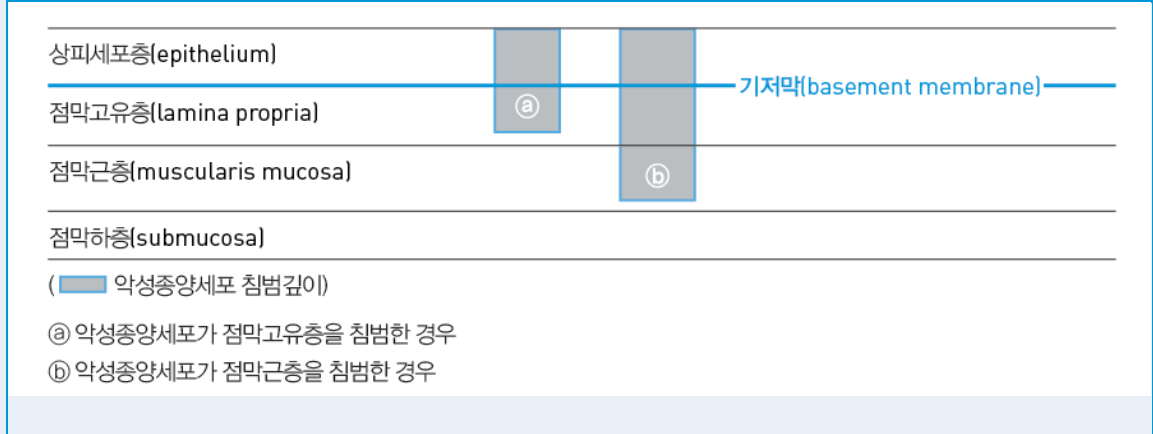 상피세포층(epithelium)
기저막(basement membrane)
점막고유층(lamina propria)
ⓐ
점막근층(muscularis mucosa)
ⓑ
점막하층(submucosa)
( 악성종양세포 침범깊이)
ⓐ 악성종양세포가 점막고유층을 침범한 경우
ⓑ 악성종양세포가 점막근층을 침범한 경우